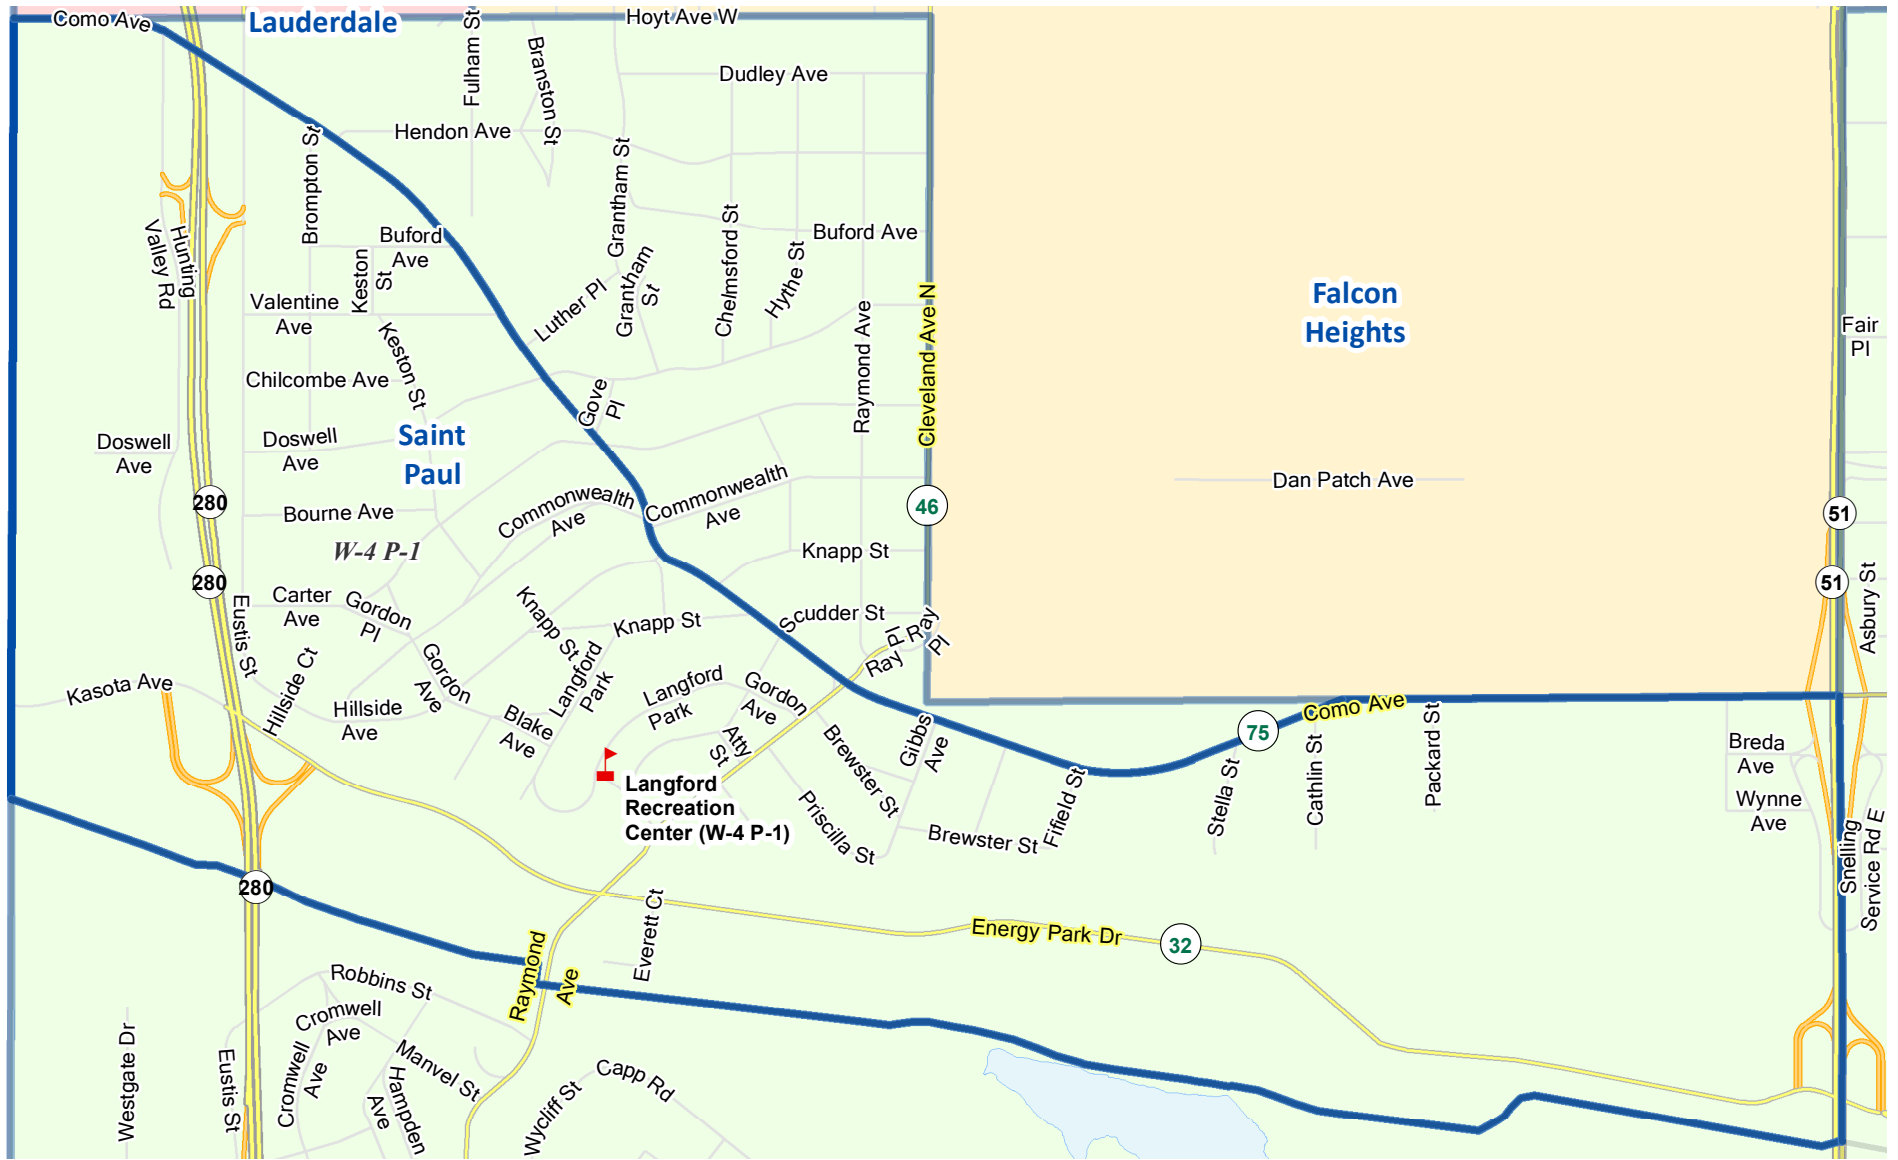 Como Ave
Lauderdale
Hoyt Ave W
Fulham St
Branston St
Dudley Ave
Hendon Ave
Brompton St
Grantham St
Buford
Ave
Buford Ave
Chelmsford St
Hythe St
Hunting
Valley Rd
Keston
St
Luther Pl
Grantham
St
Valentine
Ave
Keston St
Raymond Ave
Cleveland Ave N
Falcon
Heights
Fair
Pl
Chilcombe Ave
Gove
Pl
Doswell
Ave
Doswell
Ave
Saint
Paul
Dan Patch Ave
280
Bourne Ave
Commonwealth
Ave
Commonwealth
Ave
46
51
W-4 P-1
Knapp St
280
51
Carter
Ave
Gordon
Pl
Knapp St
Knapp St
Scudder St
Ray
Pl
Ray
Pl
Asbury St
Eustis St
Hillside Ct
Gordon
Ave
Langford
Park
Kasota Ave
Hillside
Ave
Blake
Ave
Langford
Park
Gordon
Ave
Atty
St
Brewster St
Gibbs
Ave
75
Como Ave
Cathlin St
Packard St
Breda
Ave
Wynne
Ave
Langford
Recreation
Center (W-4 P-1)
Priscilla St
Brewster St
Fifield St
Stella St
Snelling
Service Rd E
280
Everett Ct
Energy Park Dr
32
Raymond
Ave
Robbins St
Cromwell
Ave
Westgate Dr
Eustis St
Cromwell
Ave
Manvel St
Hampden
Ave
Wycliff St
Capp Rd